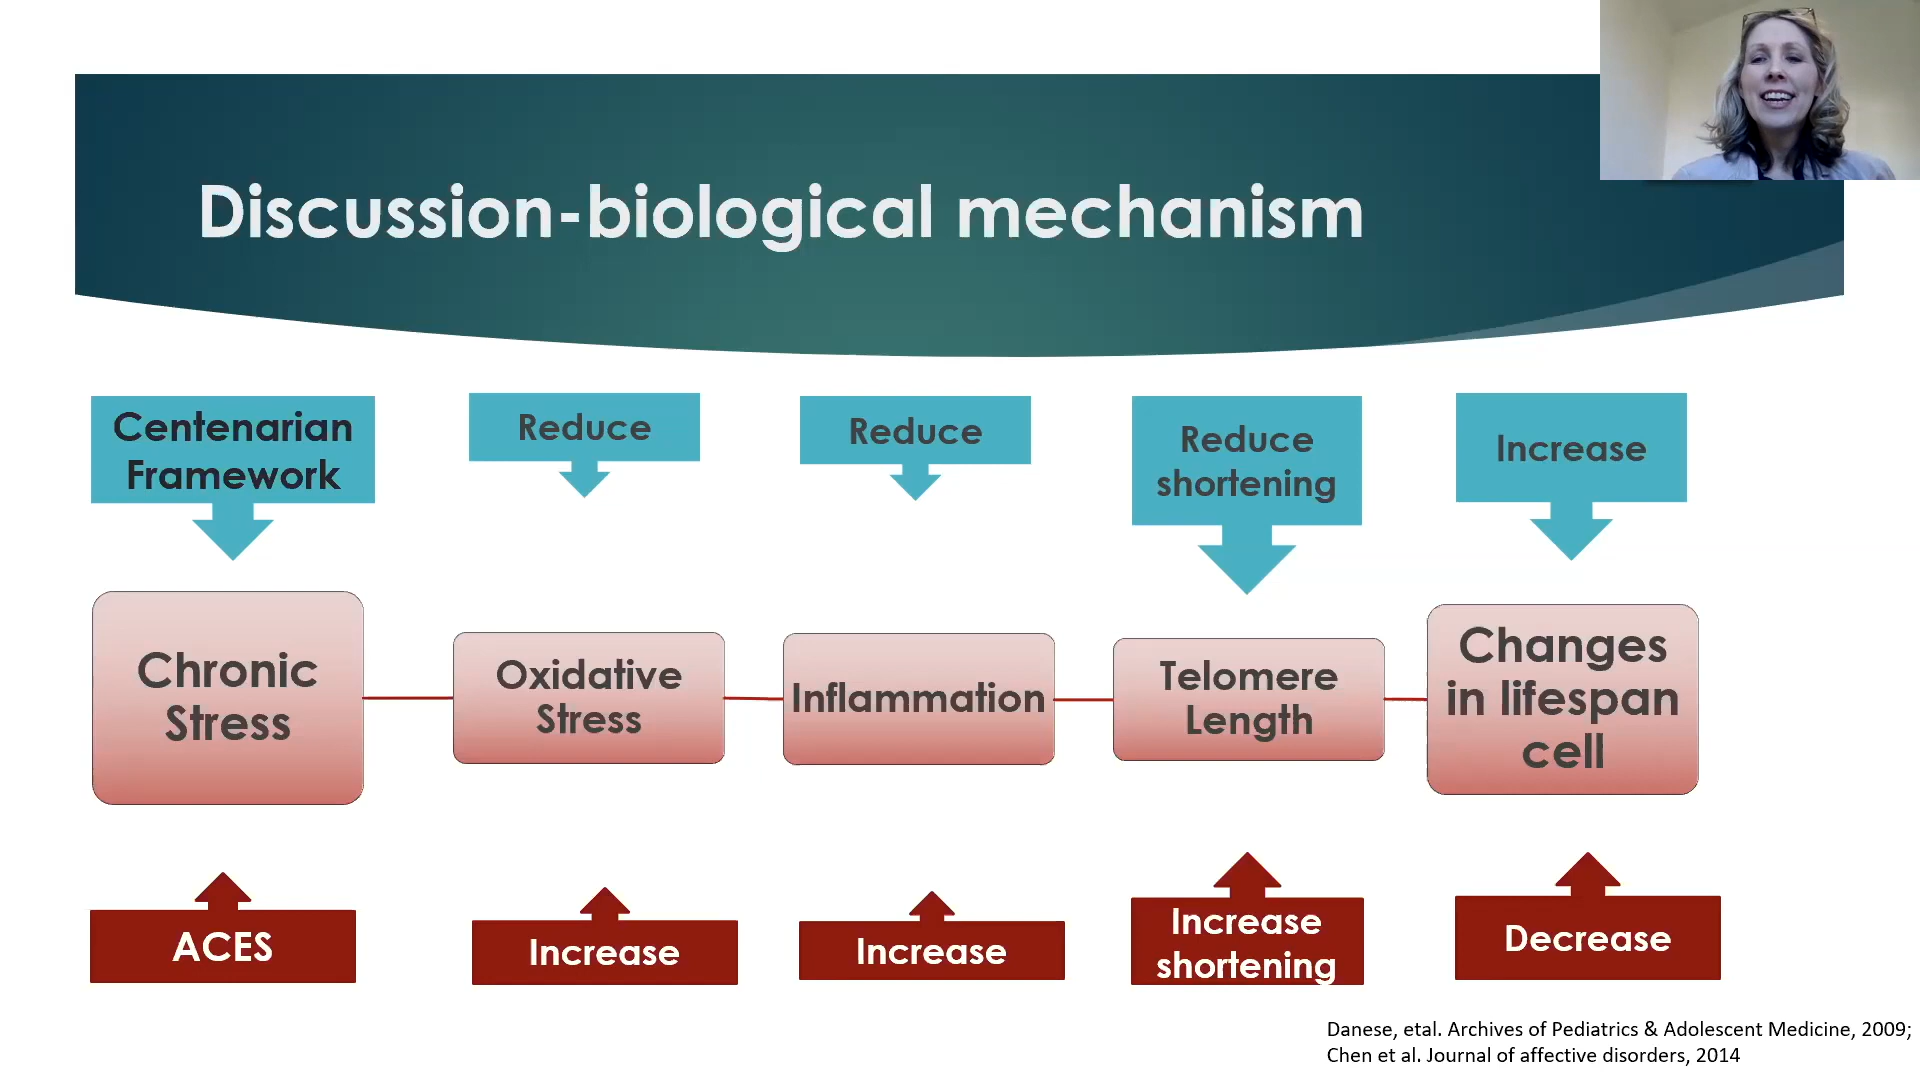 Discussion-biological mechanism
Centenarian
Framework
Reduce
Reduce
Reduce
shortening
Increase
Chronic
Stress
Oxidative
Stress
Inflammation
Telomere
Length
Changes
in lifespan
cell
ACES
Increase
Increase
Increase
shortening
Decrease
Danese, etal. Archives of Pediatrics & Adolescent Medicine, 2009;
Chen et al. Journal of affective disorders, 2014